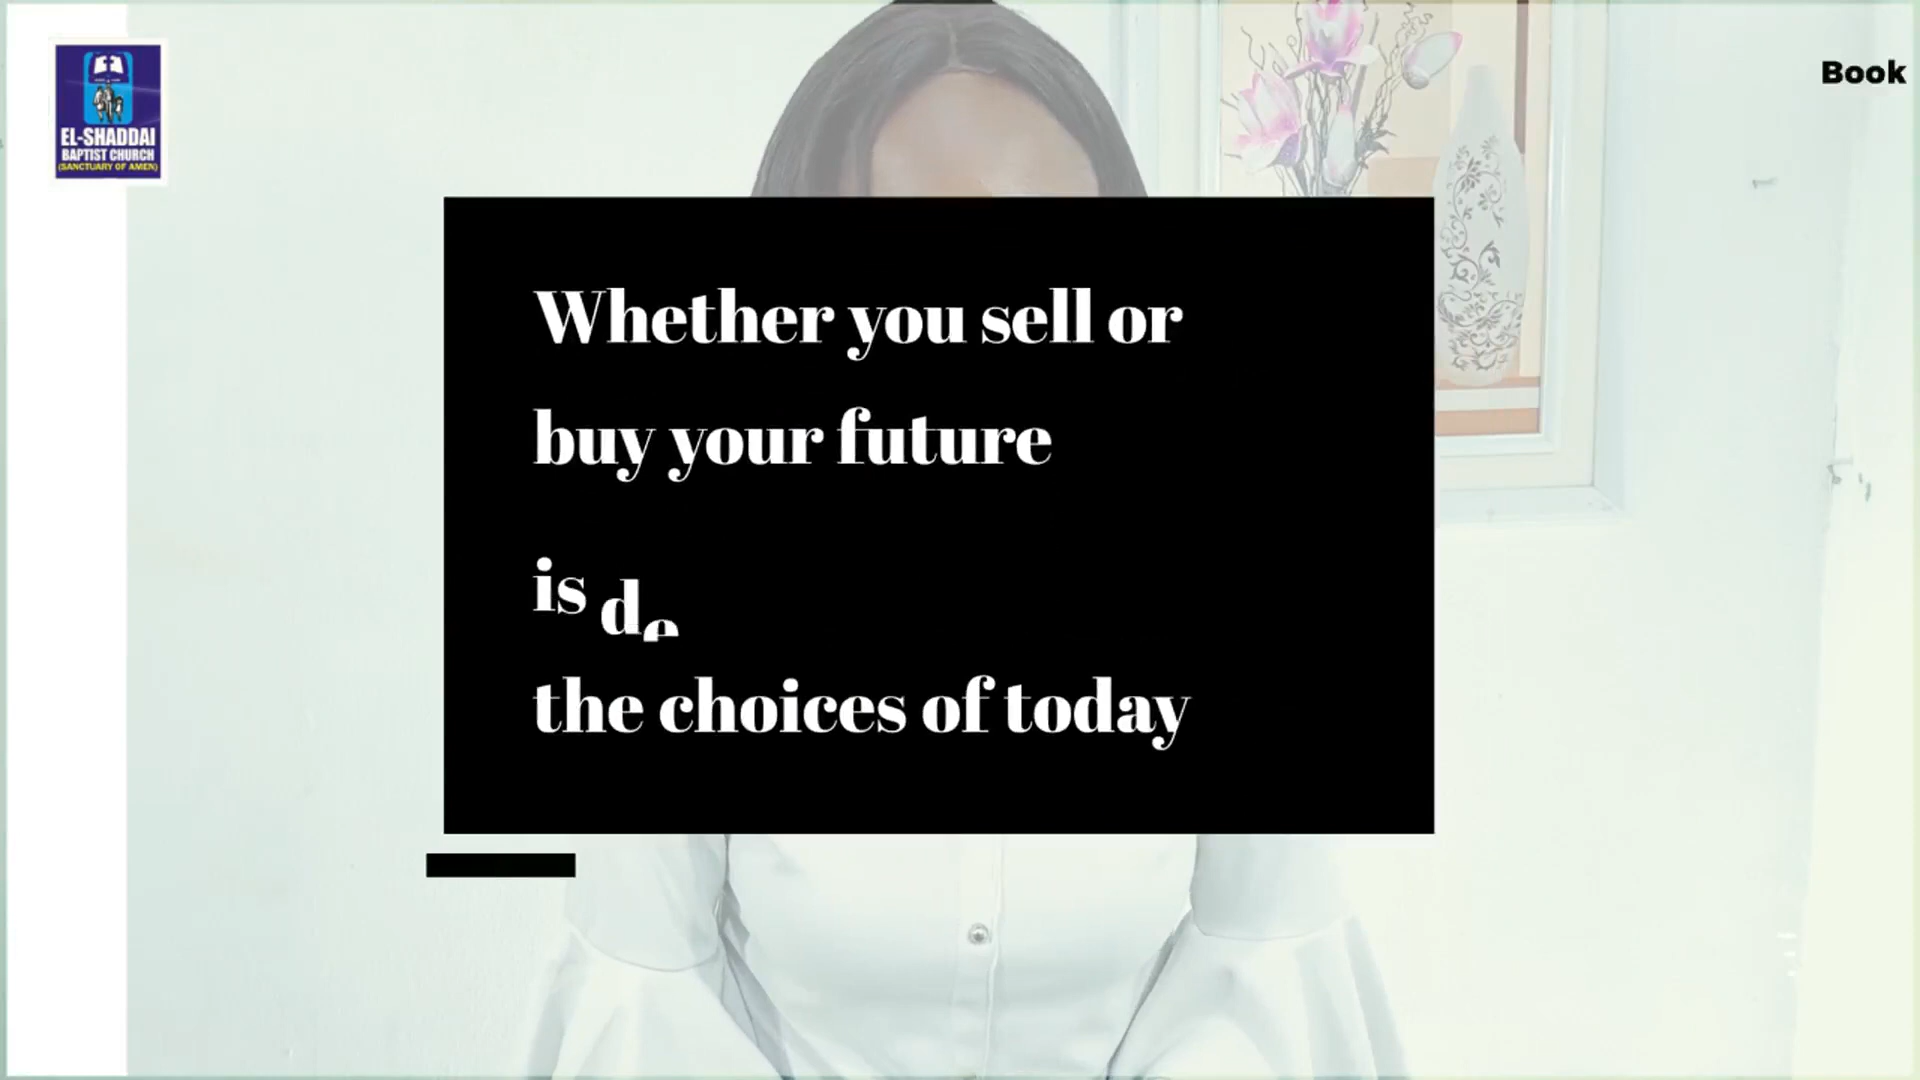 EL-SHADDAI
BAPTIST CHURCH
(SANCTUARY OF AMEN)
Book
Whether you sell or
buy your future
is de
the choices of today